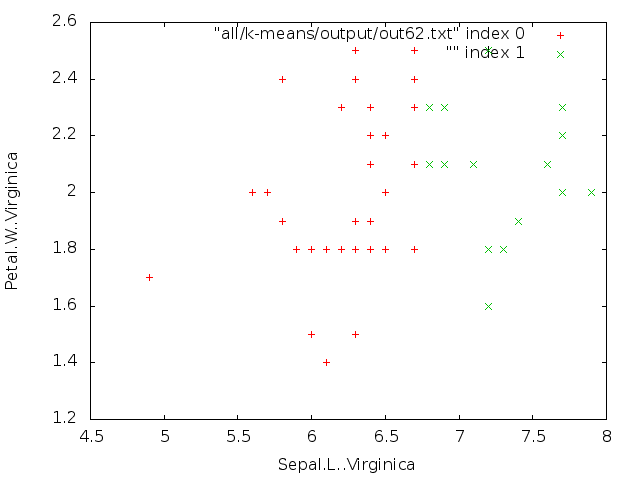 "all/k-means/output/out62.txt" index 0
"" index 1
2.6
2.4
2.2
2
1.8
1.6
1.4
1.2
4.5 5 5.5 6 6.5 7 7.5 8
Petal.W..Virginica
Sepal.L..Virginica